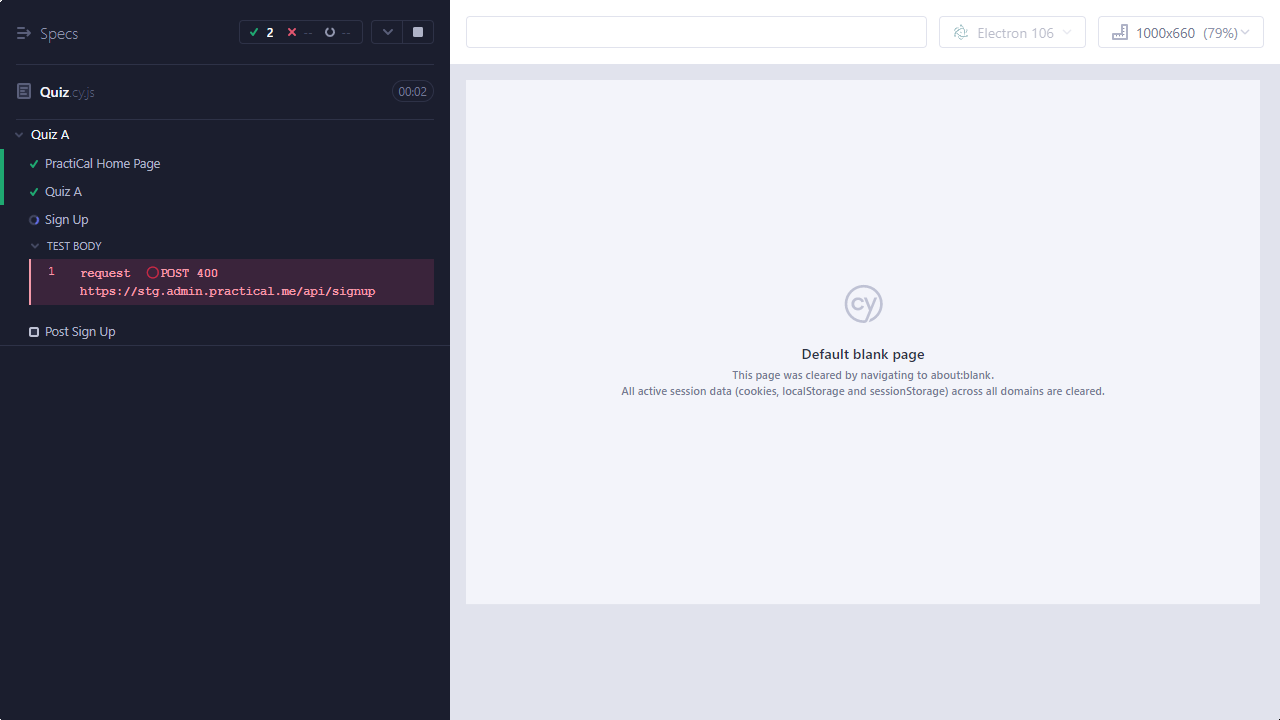 Specs
2 -- --
Quiz.cy.js
00:02
Quiz A
PractiCal Home Page
Quiz A
Sign Up
TEST BODY
1 request POST 400
https://stg.admin.practical.me/api/signup
Post Sign Up
Electron 106
1000x660 (79%)
cy
Default blank page
This page was cleared by navigating to about:blank.
All active session data (cookies, localStorage and sessionStorage) across all domains are cleared.